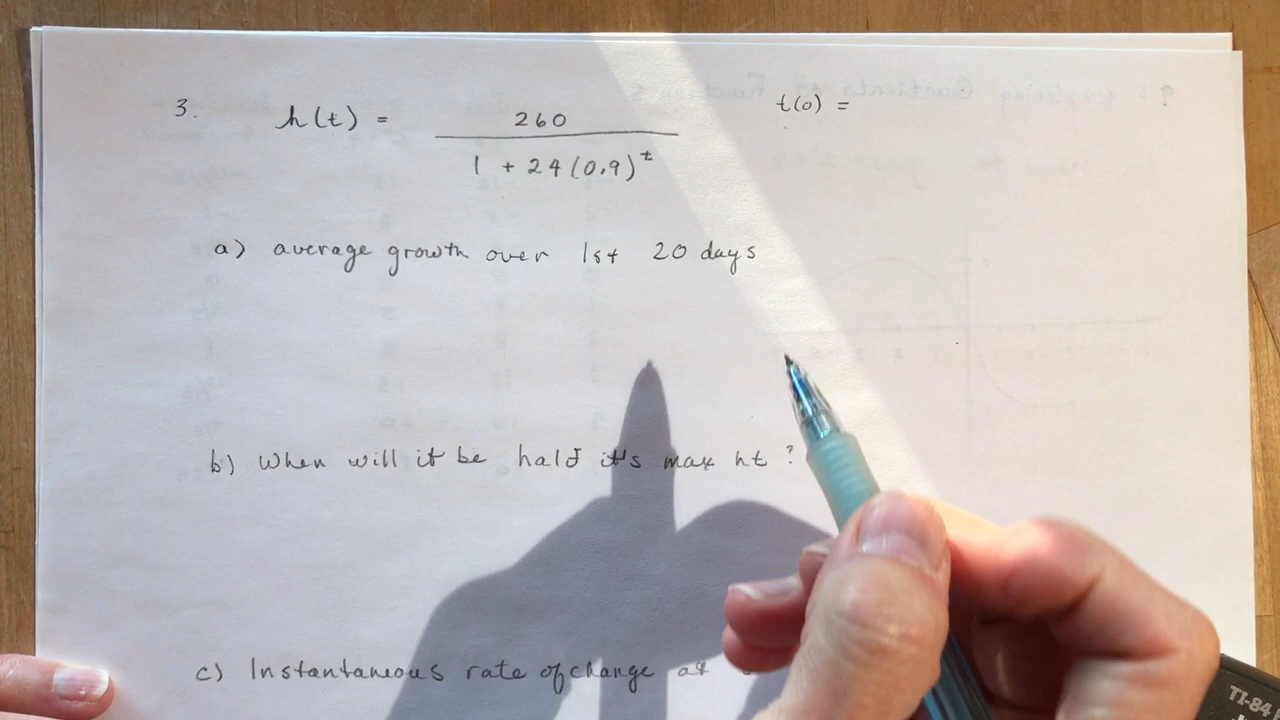 3. h(t) = 260 / 1 + 24(0.9)^t
t(0) =
a) average growth over 1st 20 days
b) When will it be half it's max ht ?
c) Instantaneous rate of change at
TI-84